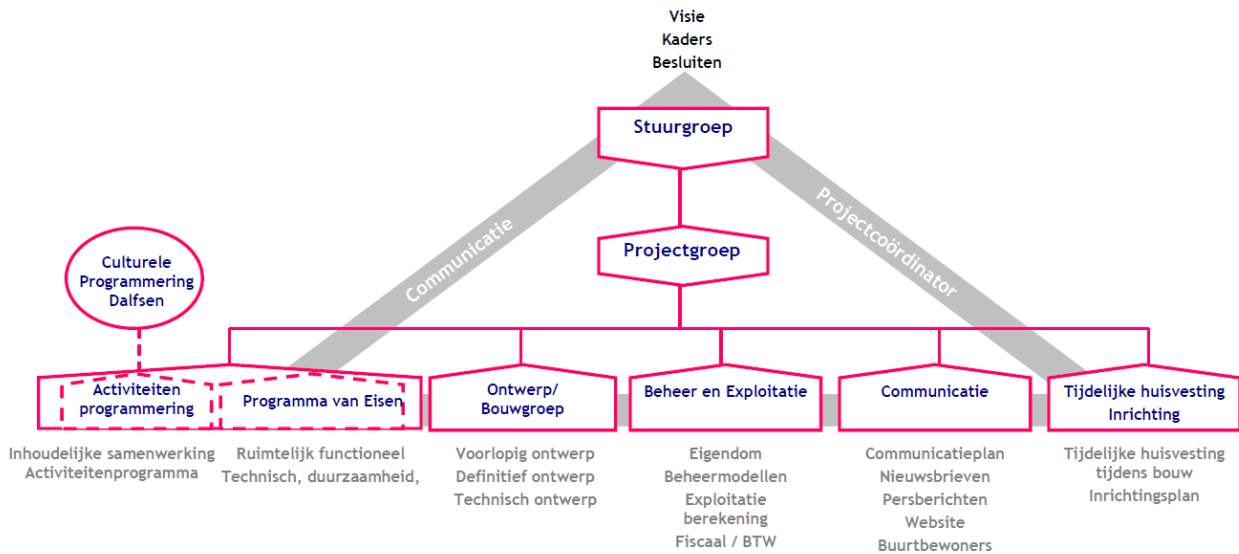 Visie
Kaders
Besluiten
Stuurgroep
Communicatie
Projectcoördinator
Projectgroep
Culturele
Programmering
Dalfsen
Activiteiten
programmering
Programma van Eisen
Ontwerp/
Bouwgroep
Beheer en Exploitatie
Communicatie
Tijdelijke huisvesting
Inrichting
Inhoudelijke samenwerking
Activiteitenprogramma
Ruimtelijk functioneel
Technisch, duurzaamheid,
Voorlopig ontwerp
Definitief ontwerp
Technisch ontwerp
Eigendom
Beheermodellen
Exploitatie
berekening
Fiscaal / BTW
Communicatieplan
Nieuwsbrieven
Persberichten
Website
Buurtbewoners
Tijdelijke huisvesting
tijdens bouw
Inrichtingsplan